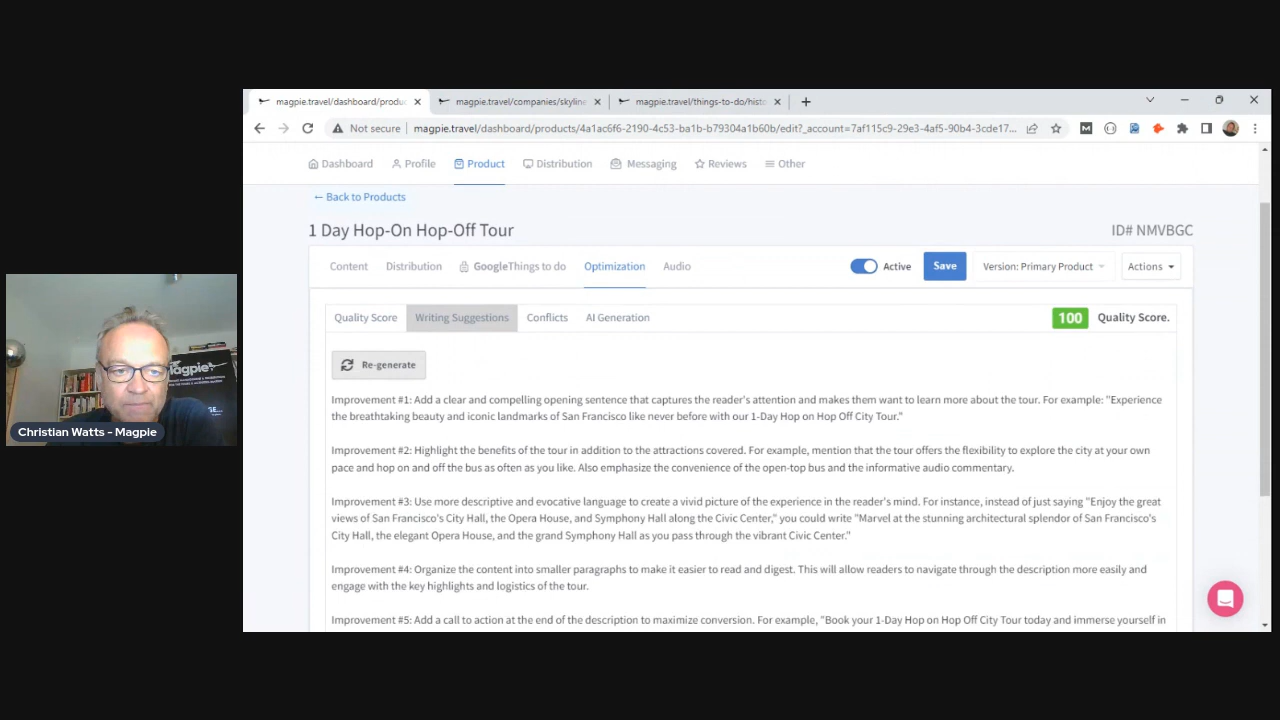 magpie.travel/dashboard/produc
magpie.travel/companies/skyline
magpie.travel/things-to-do/histo
Not secure
magpie.travel/dashboard/products/4a1ac6f6-2190-4c53-ba1b-b79304a1b60b/edit?_account=7af115c9-29e3-4af5-90b4-3cde17...
Dashboard Profile Product Distribution Messaging Reviews Other
← Back to Products
1 Day Hop-On Hop-Off Tour
ID# NMVBGC
Content Distribution GoogleThings to do Optimization Audio
Active
Save
Version: Primary Product
Actions
Quality Score Writing Suggestions Conflicts AI Generation
100 Quality Score.
Re-generate
Improvement #1: Add a clear and compelling opening sentence that captures the reader's attention and makes them want to learn more about the tour. For example: "Experience
the breathtaking beauty and iconic landmarks of San Francisco like never before with our 1-Day Hop on Hop Off City Tour."
Improvement #2: Highlight the benefits of the tour in addition to the attractions covered. For example, mention that the tour offers the flexibility to explore the city at your own
pace and hop on and off the bus as often as you like. Also emphasize the convenience of the open-top bus and the informative audio commentary.
Improvement #3: Use more descriptive and evocative language to create a vivid picture of the experience in the reader's mind. For instance, instead of just saying "Enjoy the great
views of San Francisco's City Hall, the Opera House, and Symphony Hall along the Civic Center," you could write "Marvel at the stunning architectural splendor of San Francisco's
City Hall, the elegant Opera House, and the grand Symphony Hall as you pass through the vibrant Civic Center."
Improvement #4: Organize the content into smaller paragraphs to make it easier to read and digest. This will allow readers to navigate through the description more easily and
engage with the key highlights and logistics of the tour.
Improvement #5: Add a call to action at the end of the description to maximize conversion. For example, "Book your 1-Day Hop on Hop Off City Tour today and immerse yourself in
magpie
Christian Watts - Magpie